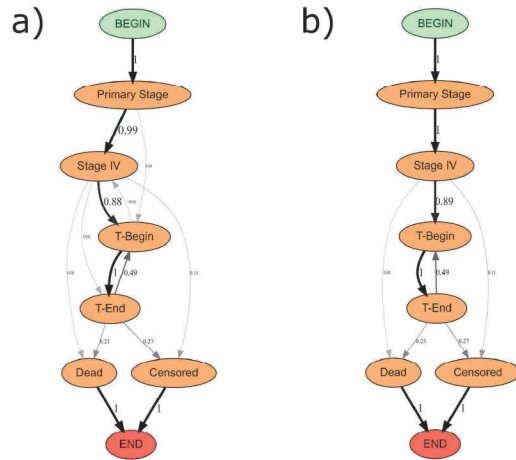 a)
BEGIN
1
Primary Stage
0.99
Stage IV
0.88
T-Begin
1
0.49
T-End
0.23
0.27
Dead
Censored
1
1
END
b)
BEGIN
1
Primary Stage
1
Stage IV
0.89
T-Begin
1
0.49
T-End
0.11
0.23
0.27
Dead
Censored
1
1
END